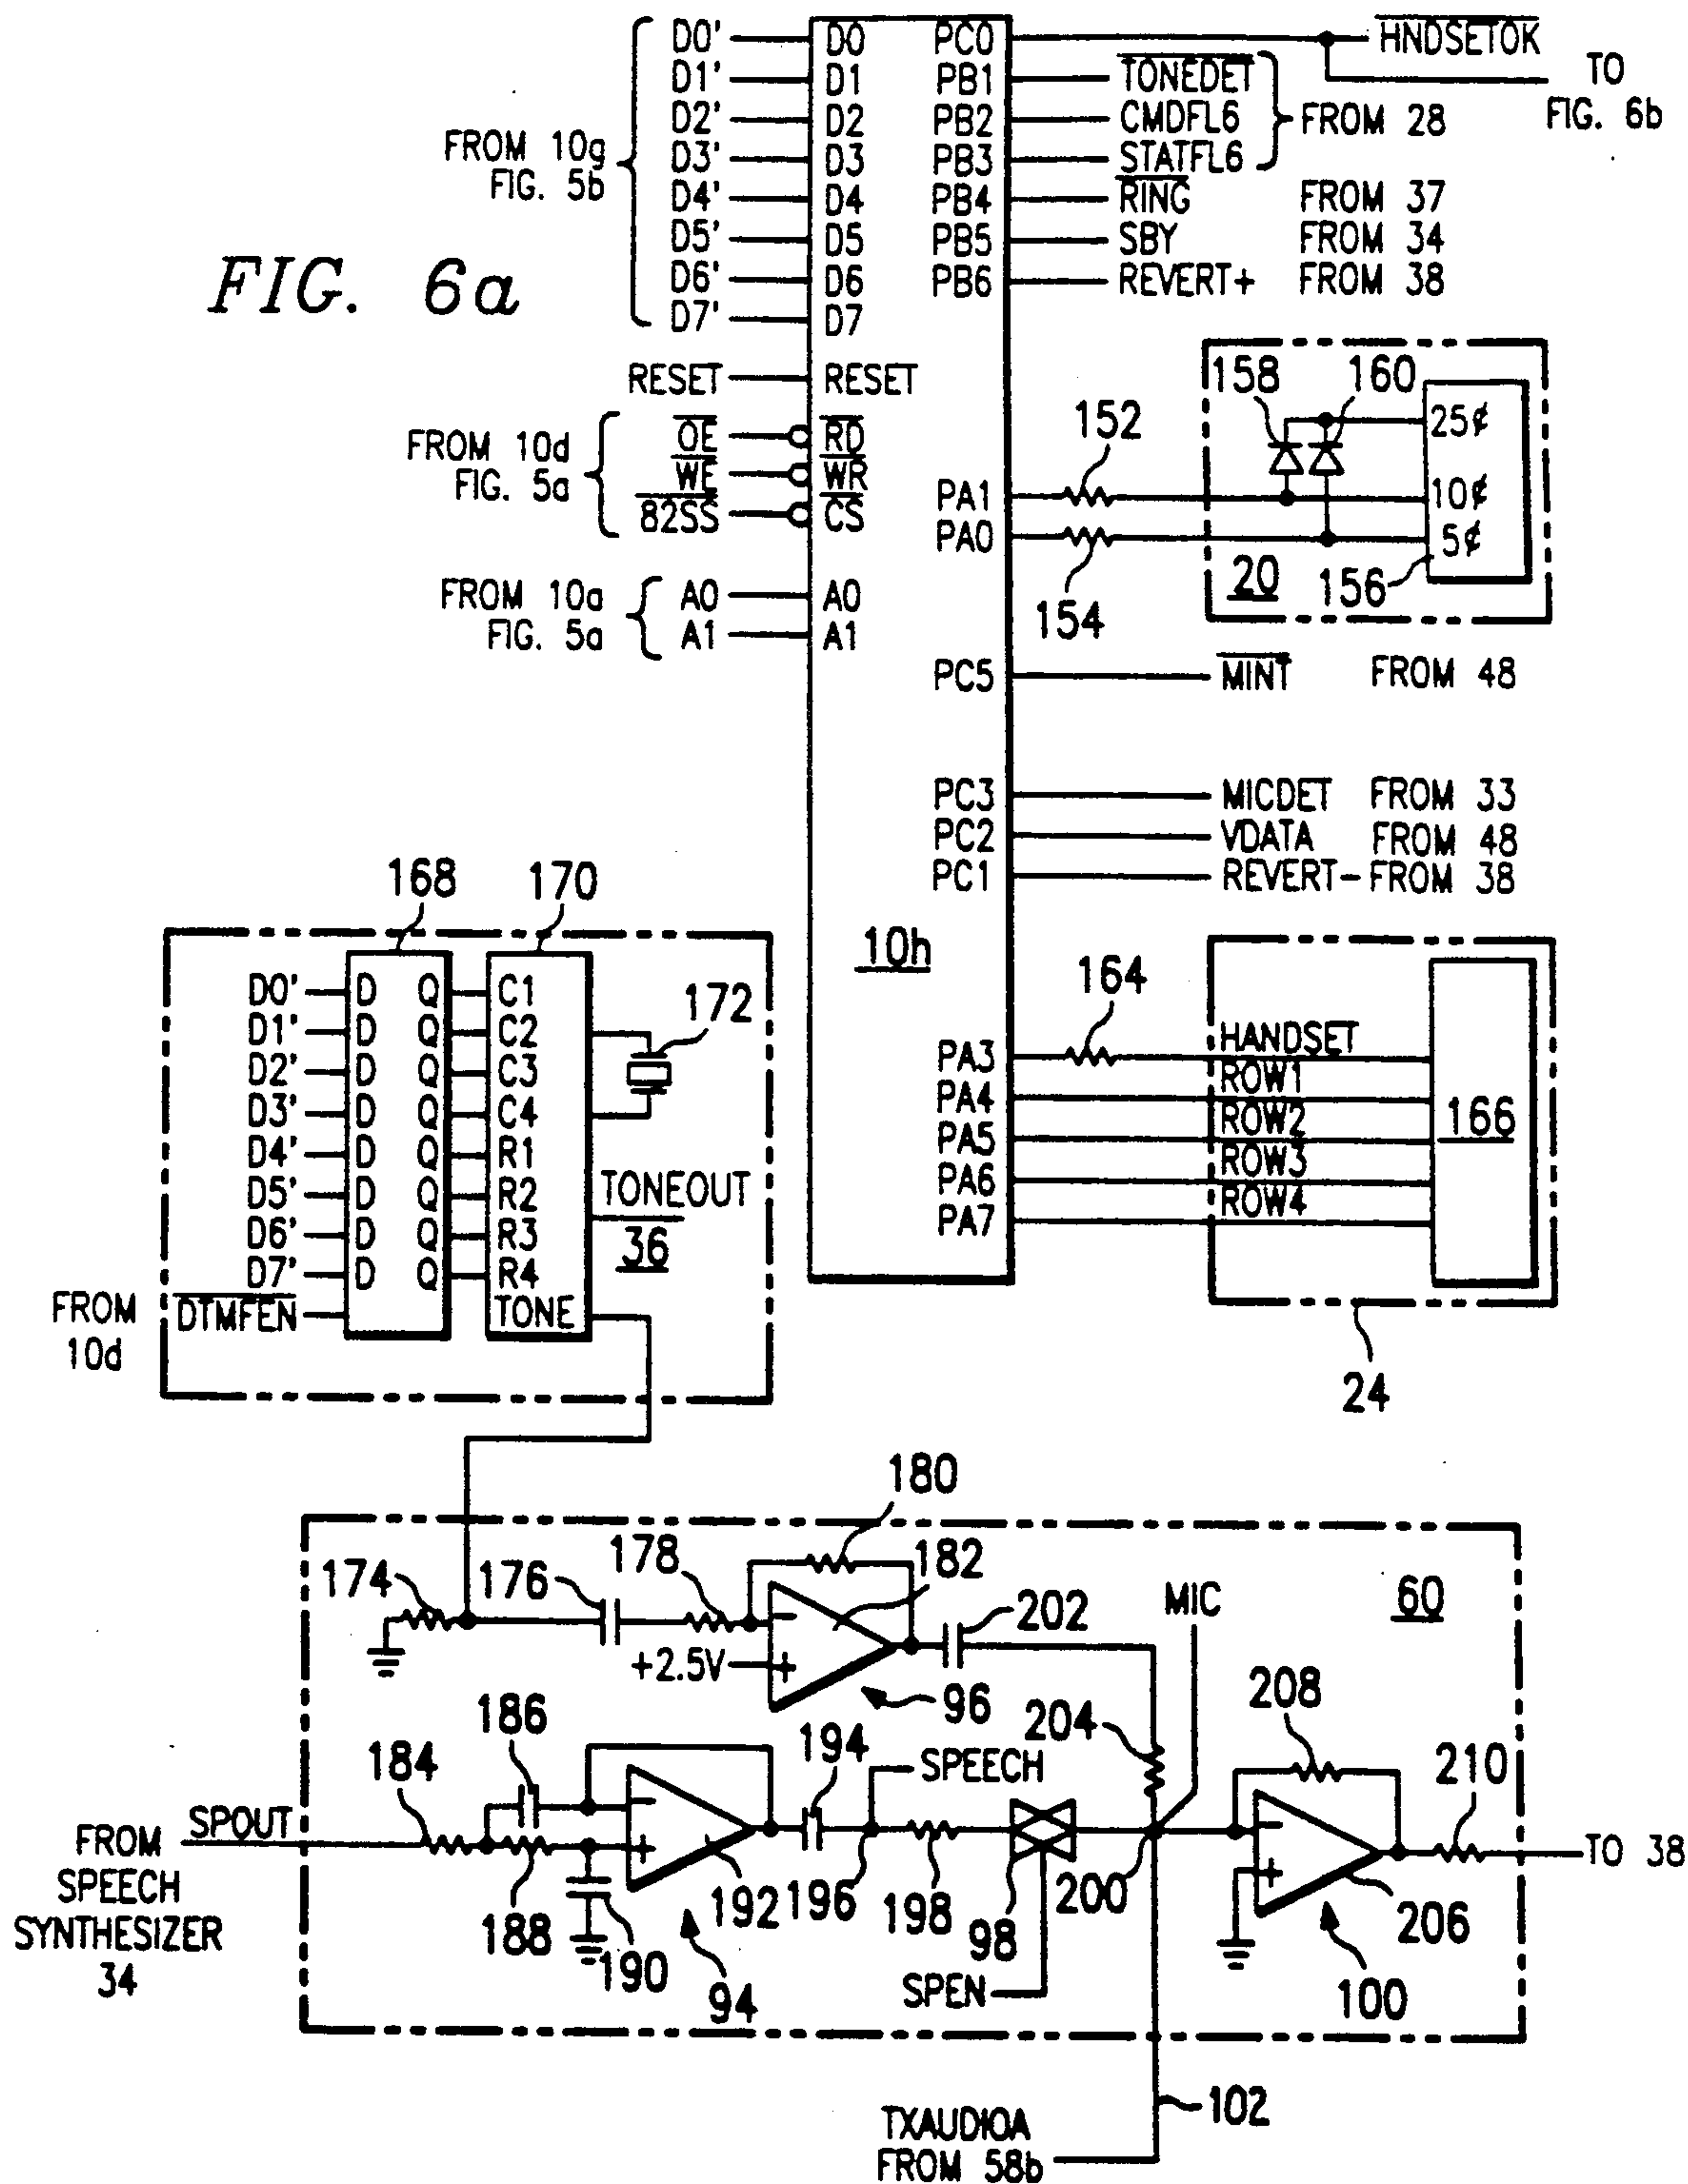 D0' D0 PC0 HNDSETOK
D1' D1 PB1 TONEDET TO
D2' D2 PB2 CMDFL6 FROM 28 FIG. 6b
FROM 10g D3' D3 PB3 STATFL6
FIG. 5b D4' D4 PB4 RING FROM 37
D5' D5 PB5 SBY FROM 34
D6' D6 PB6 REVERT+ FROM 38
D7' D7
FIG. 6a
RESET RESET
158 160
152 25¢
FROM 10d OE RD
FIG. 5a WE WR
82SS CS
PA1 10¢
PA0 5¢
154 20 156
FROM 10a A0 A0
FIG. 5a A1 A1
PC5 MINT FROM 48
PC3 MICDET FROM 33
PC2 VDATA FROM 48
PC1 REVERT- FROM 38
168 170
10h
D0' D Q C1
D1' D Q C2 172
D2' D Q C3
D3' D Q C4
D4' D Q R1
D5' D Q R2 TONEOUT
D6' D Q R3 36
D7' D Q R4
FROM DTMFEN TONE
10d
164
PA3 HANDSET
PA4 ROW1
PA5 ROW2 166
PA6 ROW3
PA7 ROW4
24
180
174 176 178 182 202 MIC 60
+2.5V
- +
96
186 194 SPEECH 204 208
184 210
FROM SPOUT
SPEECH
SYNTHESIZER
34
- +
188 190 192 196 198 98 200
94
SPEN
- +
206
100
TO 38
102
TXAUDIOA
FROM 58b